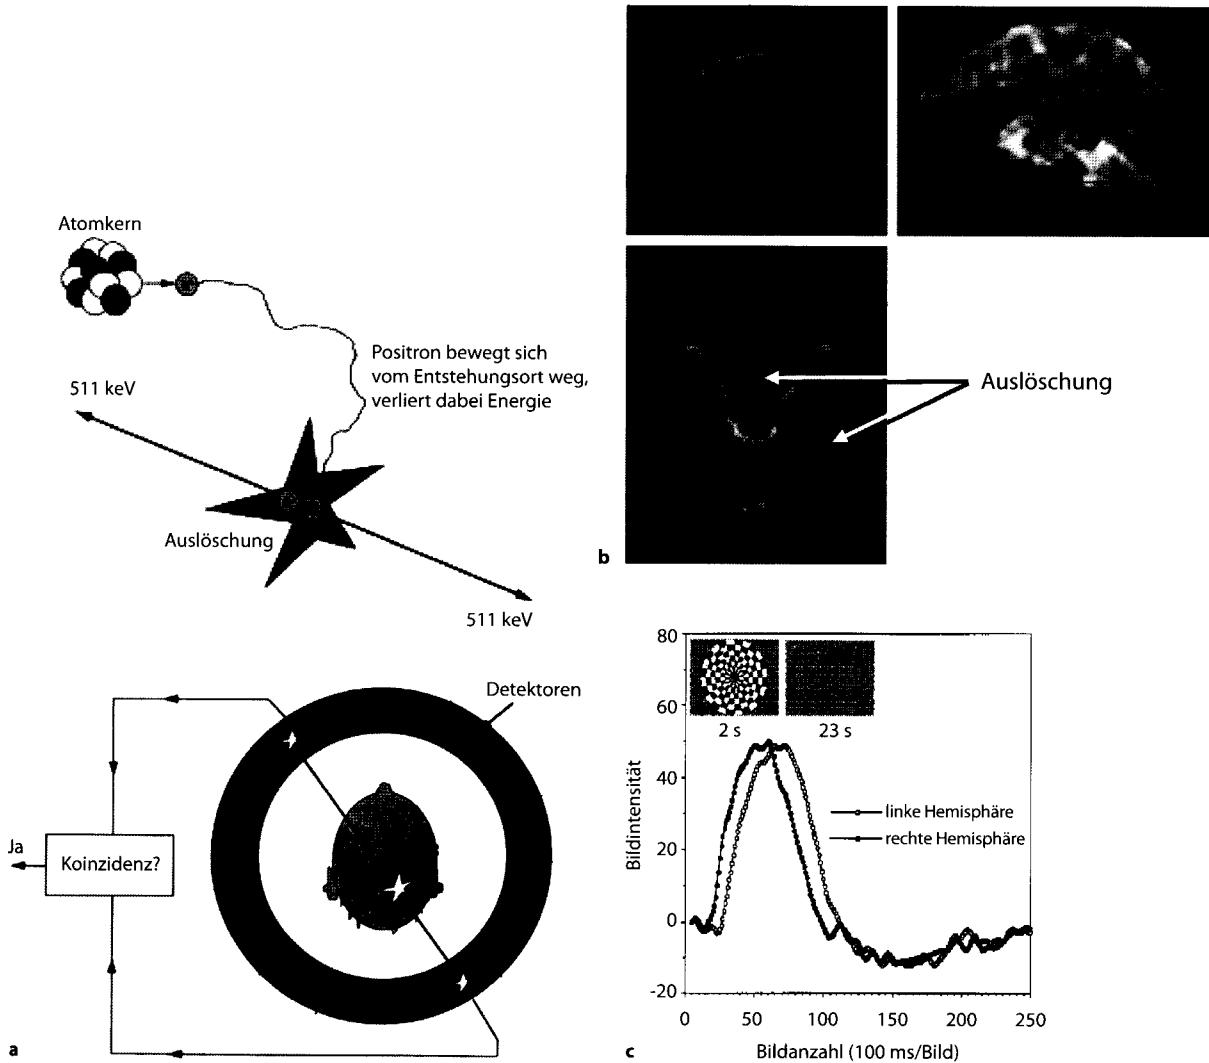 Atomkern
Positron bewegt sich
vom Entstehungsort weg,
verliert dabei Energie
511 keV
Auslöschung
511 keV
Detektoren
Ja
Koinzidenz?
a
Auslöschung
b
80
60
40
20
0
-20
Bildintensität
2 s
23 s
linke Hemisphäre
rechte Hemisphäre
0
50
100
150
200
250
Bildanzahl (100 ms/Bild)
c